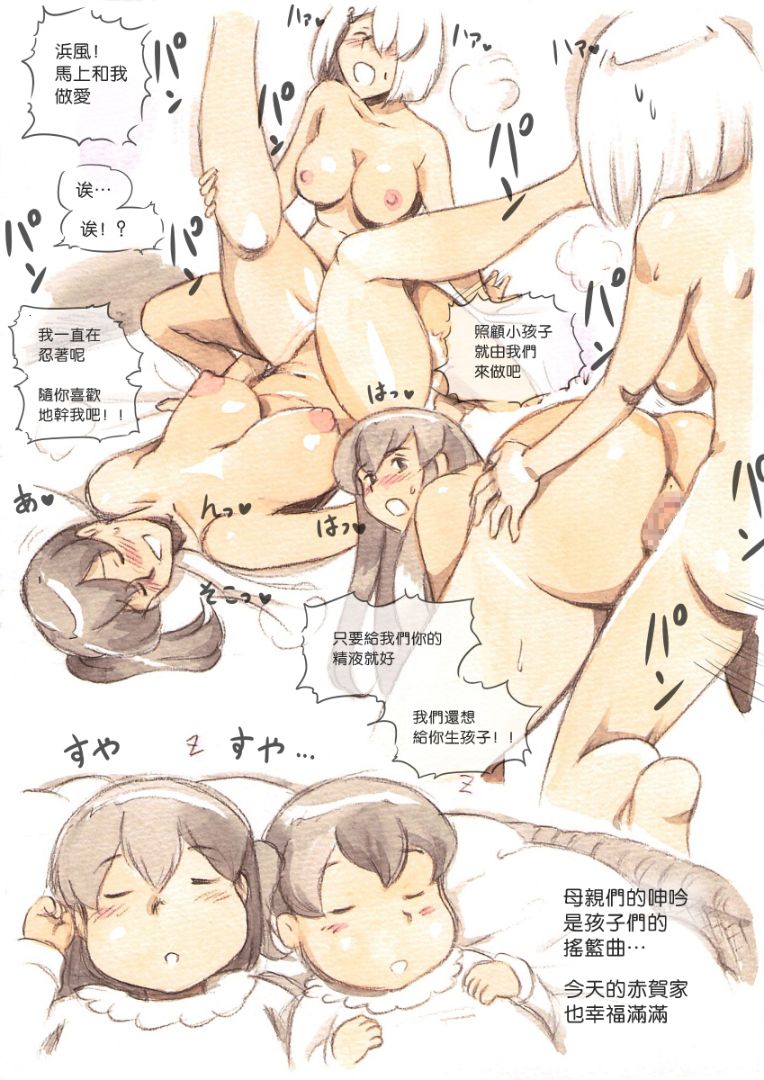 浜風!
馬上和我
做愛
诶…
诶!?
ハァ♥
ハァ♥
ハァ♥
ハァ♥
パン
パン
パン
パン
パン
パン
我一直在
忍著呢
隨你喜歡
地幹我吧!!
照顧小孩子
就由我們
來做吧
はっ♥
あ♥
んっ♥
はっ♥
そこっ♥
パン
パン
只要給我們你的
精液就好
我們還想
給你生孩子!!
すや
z
すや…
z
母親們的呻吟
是孩子們的
搖籃曲…
今天的赤賀家
也幸福滿滿